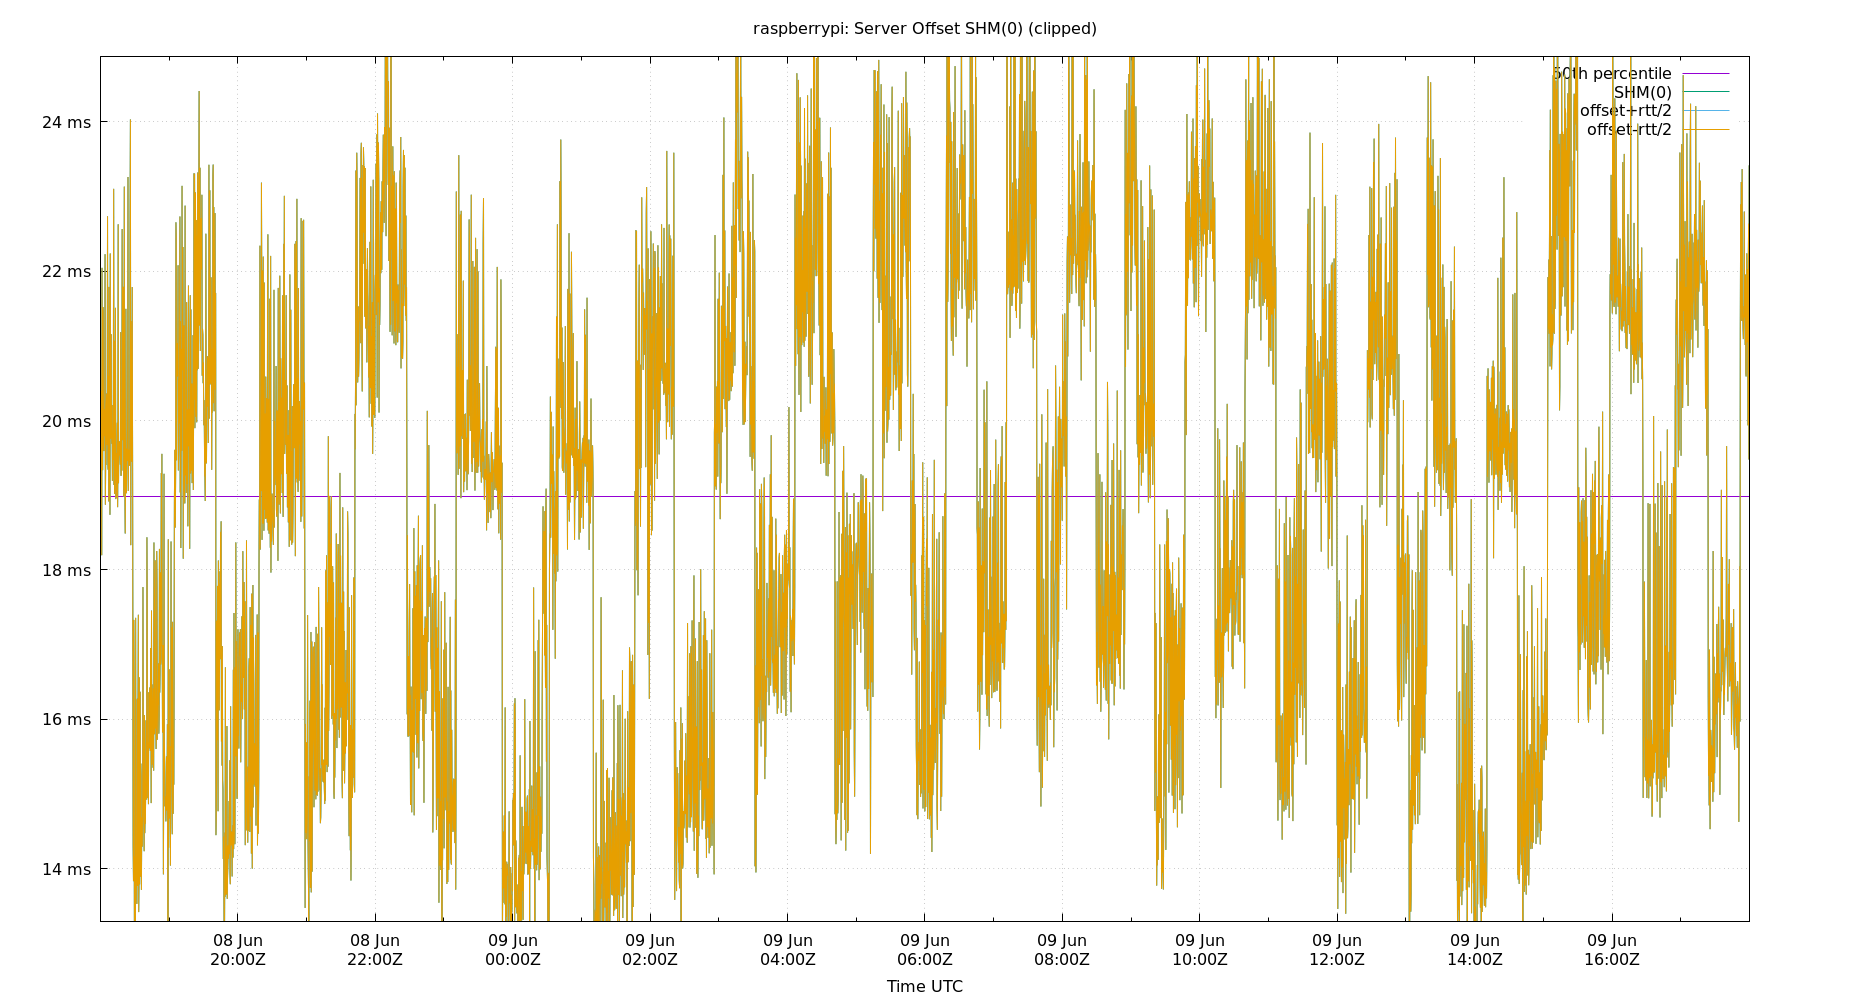 raspberrypi: Server Offset SHM(0) (clipped)
50th percentile
SHM(0)
offset+rtt/2
offset-rtt/2
24 ms
22 ms
20 ms
18 ms
16 ms
14 ms
08 Jun 08 Jun 09 Jun 09 Jun 09 Jun 09 Jun 09 Jun 09 Jun 09 Jun 09 Jun 09 Jun
20:00Z 22:00Z 00:00Z 02:00Z 04:00Z 06:00Z 08:00Z 10:00Z 12:00Z 14:00Z 16:00Z
Time UTC